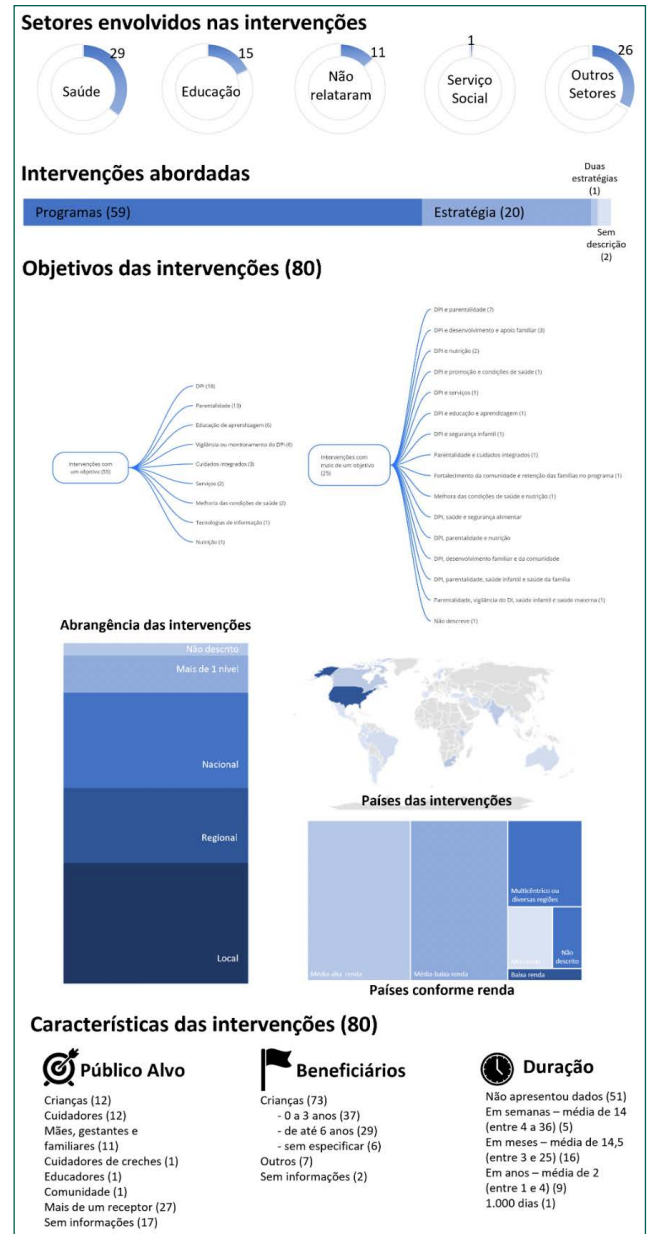 Setores envolvidos nas intervenções
29
Saúde
15
Educação
11
Não
relataram
1
Serviço
Social
26
Outros
Setores
Intervenções abordadas
Duas
estratégias
(1)
Programas (59)
Estratégia (20)
Sem
descrição
(2)
Objetivos das intervenções (80)
Intervenções com
um objetivo (55)
DPI (18)
Parentalidade (13)
Educação de aprendizagem (6)
Vigilância ou monitoramento do DPI (6)
Cuidados integrados (3)
Serviços (2)
Melhoria das condições de saúde (2)
Tecnologias de informação (1)
Nutrição (1)
Intervenções com
mais de um objetivo
(25)
DPI e parentalidade (7)
DPI e desenvolvimento e apoio familiar (3)
DPI e nutrição (2)
DPI e promoção e condições de saúde (1)
DPI e serviços (1)
DPI e educação e aprendizagem (1)
DPI e segurança infantil (1)
Parentalidade e cuidados integrados (1)
Fortalecimento da comunidade e retenção das famílias no programa (1)
Melhora das condições de saúde e nutrição (1)
DPI, saúde e segurança alimentar
DPI, parentalidade e nutrição
DPI, desenvolvimento familiar e da comunidade
DPI, parentalidade, saúde infantil e saúde da família
Parentalidade, vigilância do DI, saúde infantil e saúde materna (1)
Não descreve (1)
Abrangência das intervenções
Não descrito
Mais de 1 nível
Nacional
Regional
Local
Países das intervenções
Média-alta renda
Média-baixa renda
Multicêntrico ou
diversas regiões
Não
descrito
Baixa renda
Países conforme renda
Características das intervenções (80)
Público Alvo
Crianças (12)
Cuidadores (12)
Mães, gestantes e
familiares (11)
Cuidadores de creches (1)
Educadores (1)
Comunidade (1)
Mais de um receptor (27)
Sem informações (17)
Beneficiários
Crianças (73)
- 0 a 3 anos (37)
- de até 6 anos (29)
- sem especificar (6)
Outros (7)
Sem informações (2)
Duração
Não apresentou dados (51)
Em semanas – média de 14
(entre 4 a 36) (5)
Em meses – média de 14,5
(entre 3 e 25) (16)
Em anos – média de 2
(entre 1 e 4) (9)
1.000 dias (1)